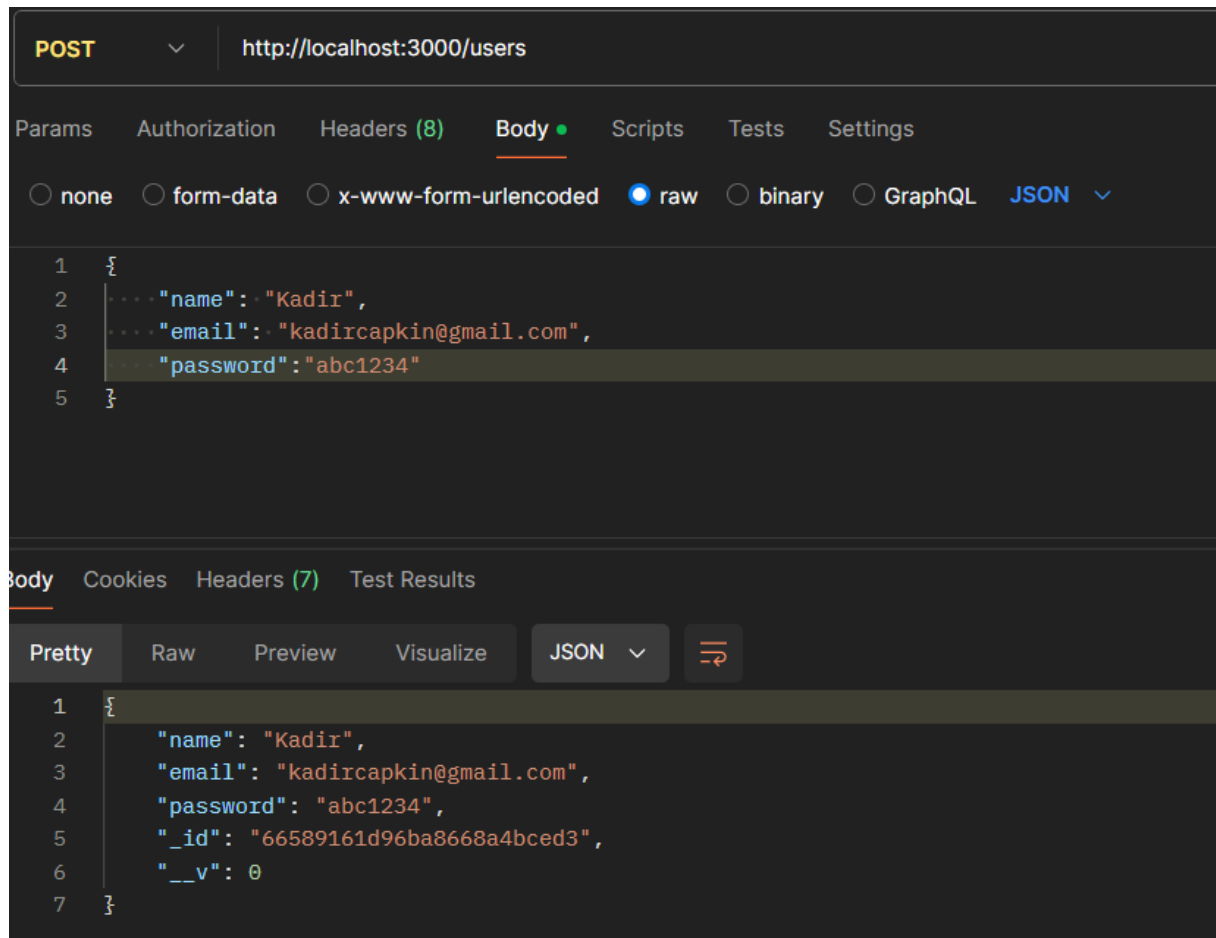 POST http://localhost:3000/users
Params Authorization Headers (8) Body Scripts Tests Settings
none form-data x-www-form-urlencoded raw binary GraphQL JSON
1 {
2 "name": "Kadir",
3 "email": "kadircapkin@gmail.com",
4 "password":"abc1234"
5 }
Body Cookies Headers (7) Test Results
Pretty Raw Preview Visualize JSON
1 {
2 "name": "Kadir",
3 "email": "kadircapkin@gmail.com",
4 "password": "abc1234",
5 "_id": "66589161d96ba8668a4bced3",
6 "__v": 0
7 }